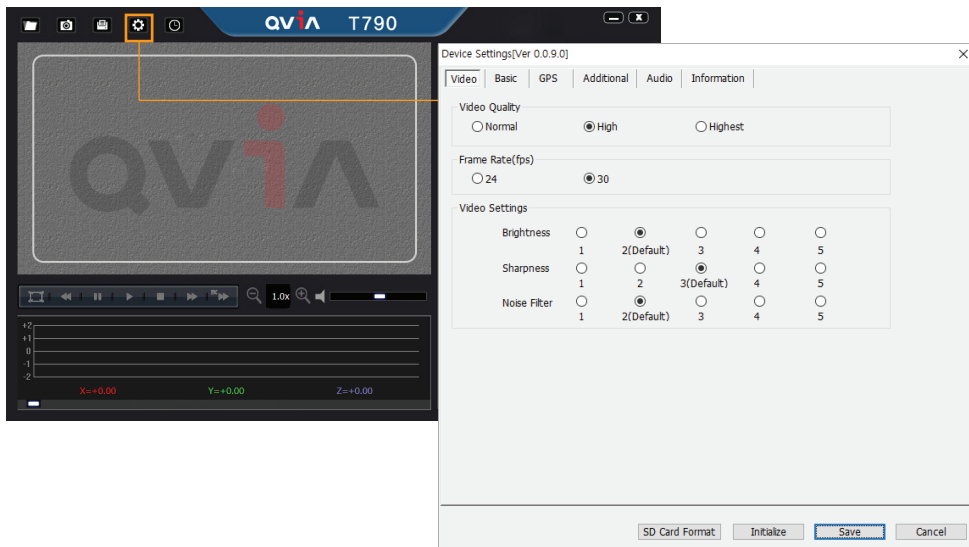 QViA T790
Device Settings[Ver 0.0.9.0]
Video Basic GPS Additional Audio Information
Video Quality
Normal High Highest
Frame Rate(fps)
24 30
Video Settings
Brightness
1 2(Default) 3 4 5
Sharpness
1 2 3(Default) 4 5
Noise Filter
1 2(Default) 3 4 5
QViA
1.0x
+2
+1
0
-1
-2
X=+0.00 Y=+0.00 Z=+0.00
SD Card Format Initialize Save Cancel